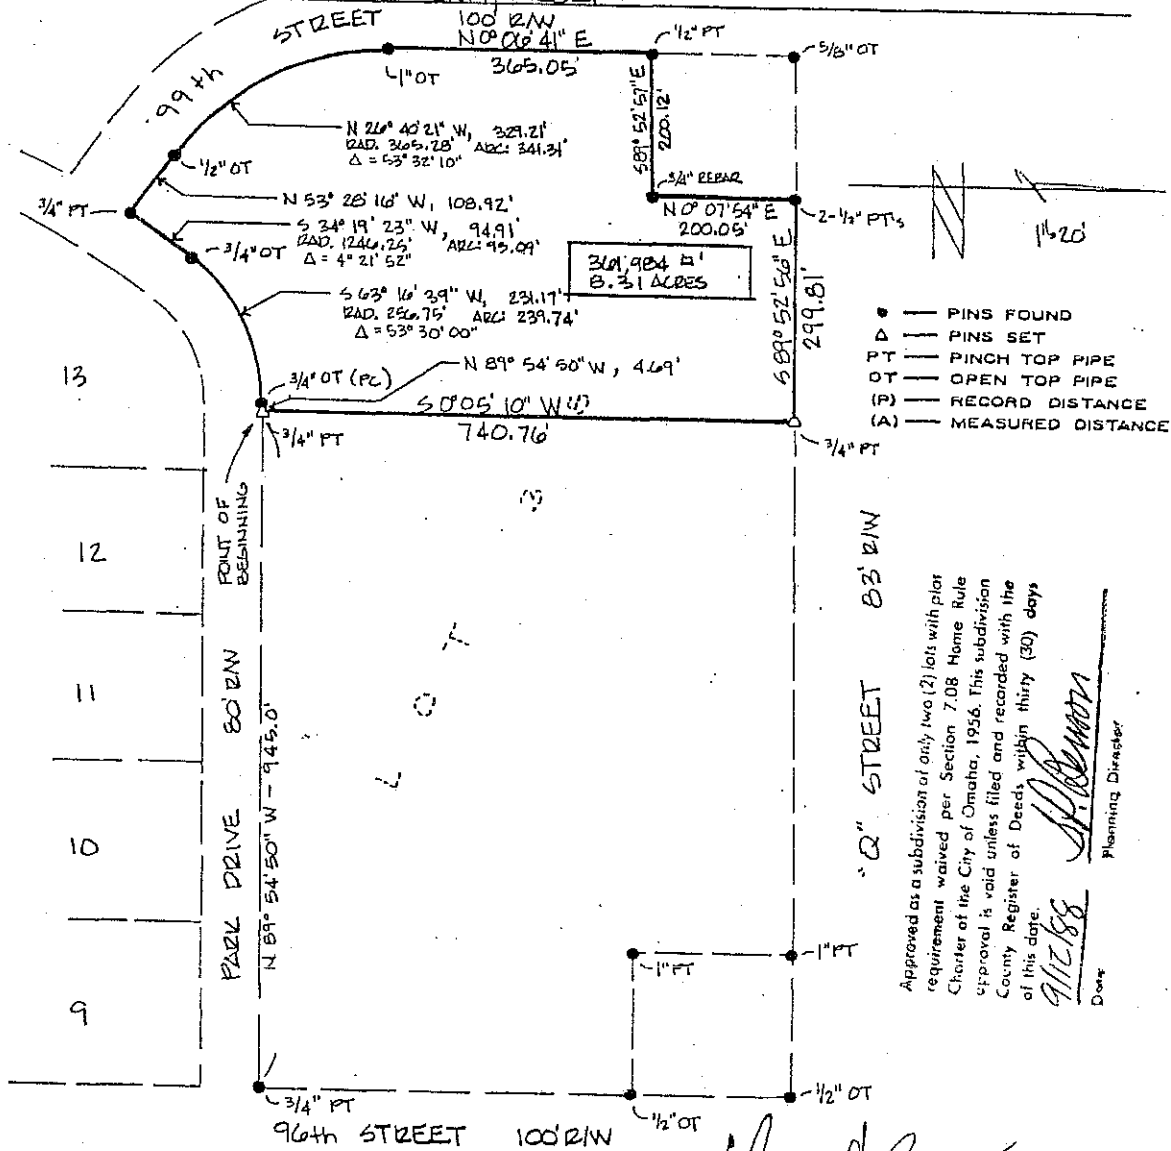 99th STREET
100' R/W
N 0° 06' 41" E
365.05'
1/2" PT
5/8" OT
1" OT
S 89° 52' 57" E
200.12'
N 26° 40' 21" W, 329.21'
RAD. 365.28' ARC: 341.31'
Δ = 53° 32' 10"
1/2" OT
3/4" REBAR
3/4" PT
N 53° 28' 16" W, 108.92'
N 0° 07' 54" E
200.05'
2-1/2" PT's
S 34° 19' 23" W, 94.91'
RAD. 1246.25' ARC: 95.09'
Δ = 4° 21' 52"
3/4" OT
361,984 □'
8.31 ACRES
S 89° 52' 56" E
299.81'
N
1"=120'
S 63° 16' 39" W, 231.17'
RAD. 256.75' ARC: 239.74'
Δ = 53° 30' 00"
● — PINS FOUND
Δ — PINS SET
PT — PINCH TOP PIPE
OT — OPEN TOP PIPE
(P) — RECORD DISTANCE
(A) — MEASURED DISTANCE
13
3/4" OT (PC)
N 89° 54' 50" W, 4.69'
S 0° 05' 10" W
740.76'
3/4" PT
3/4" PT
POINT OF
BEGINNING
12
11
10
9
LOT 3
PARK DRIVE 80' R/W
N 89° 54' 50" W - 945.0'
"Q" STREET 83' R/W
Approved as a subdivision of only two (2) lots with plat
requirement waived per Section 7.08 Home Rule
Charter of the City of Omaha, 1956. This subdivision
approval is void unless filed and recorded with the
County Register of Deeds within thirty (30) days
of this date.
9/12/88
Date
Planning Director
1" PT
1" PT
3/4" PT
1/2" OT
1/2" OT
96th STREET 100' R/W